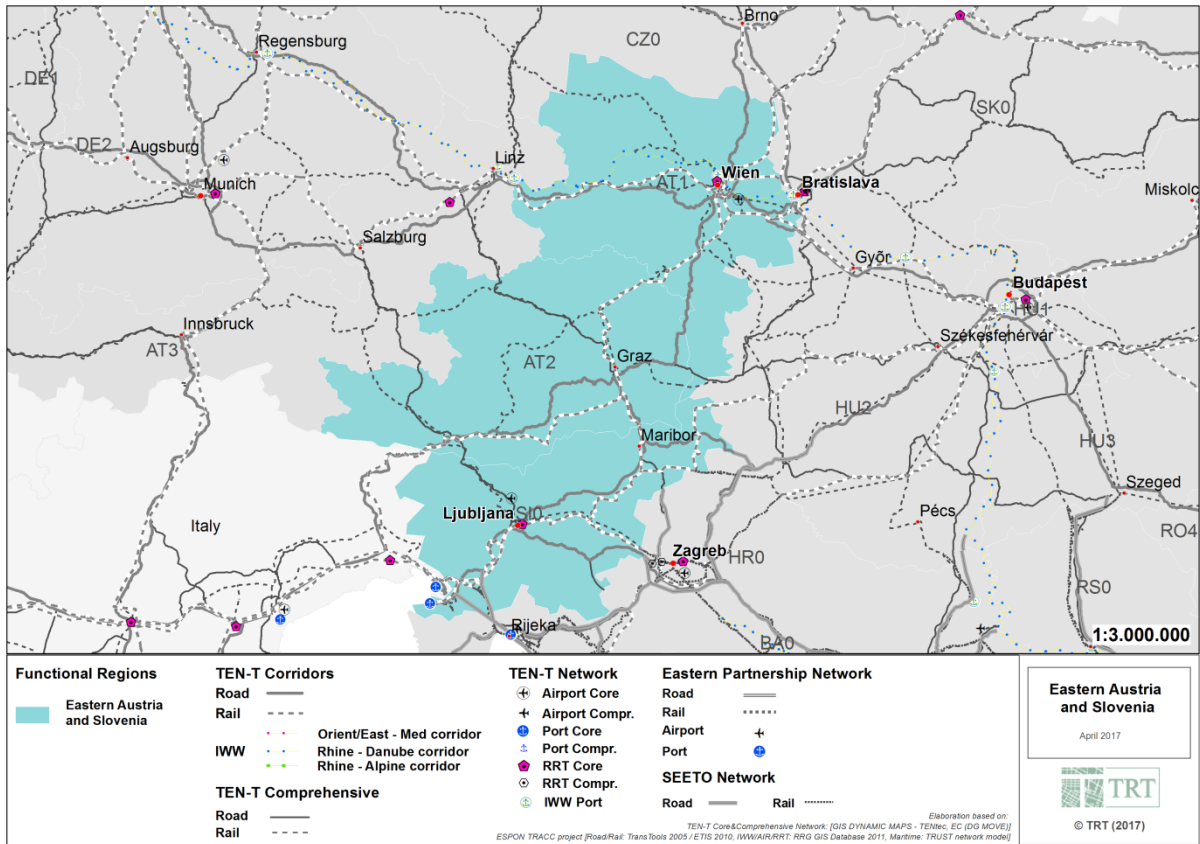 Brno
Regensburg
CZ0
DE1
SK0
DE2
Augsburg
Linz
Munich
Wien
AT1
Bratislava
Miskolc
Salzburg
Győr
Budapest
HU1
Innsbruck
AT3
Székesfehérvár
Graz
AT2
HU2
Maribor
HU3
Szeged
Pécs
Ljubljana
SI0
Italy
RO4
Zagreb
HR0
RS0
Rijeka
BA0
1:3.000.000
Functional Regions
Eastern Austria
and Slovenia
TEN-T Corridors
Road
Rail
IWW
Orient/East - Med corridor
Rhine - Danube corridor
Rhine - Alpine corridor
TEN-T Comprehensive
Road
Rail
TEN-T Network
Airport Core
Airport Compr.
Port Core
Port Compr.
RRT Core
RRT Compr.
IWW Port
Eastern Partnership Network
Road
Rail
Airport
Port
SEETO Network
Road Rail
Elaboration based on:
TEN-T Core&Comprehensive Network: [GIS DYNAMIC MAPS - TENtec, EC (DG MOVE)]
ESPON TRACC project [Road/Rail: TransTools 2005 / ETIS 2010, IWW/AIR/RRT: RRG GIS Database 2011, Maritime: TRUST network model]
Eastern Austria
and Slovenia
April 2017
TRT
© TRT (2017)